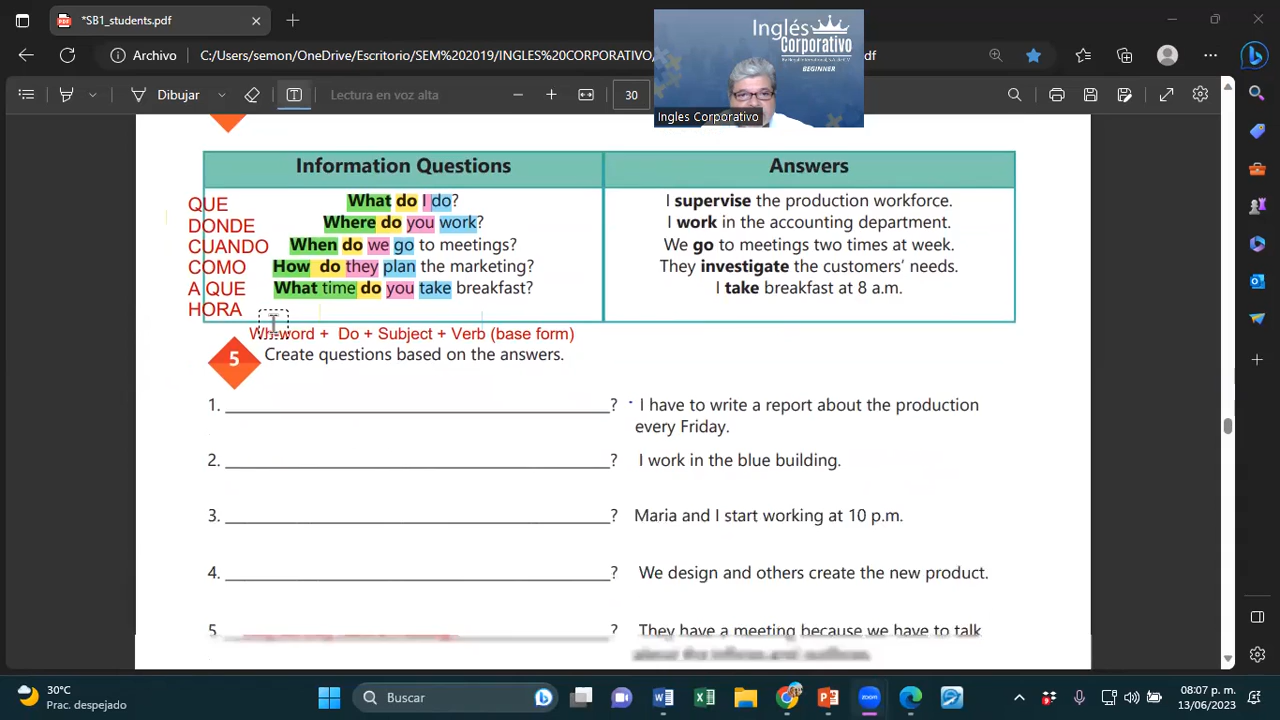 *SB1_students.pdf
Archivo
C:/Users/semon/OneDrive/Escritorio/SEM%202019/INGLES%20CORPORATIVO/
df
Dibujar
Lectura en voz alta
30
Inglés
Corporativo
BEGINNER
Ingles Corporativo
Information Questions
Answers
QUE
What do I do?
I supervise the production workforce.
DONDE
Where do you work?
I work in the accounting department.
CUANDO
When do we go to meetings?
We go to meetings two times at week.
COMO
How do they plan the marketing?
They investigate the customers’ needs.
A QUE
What time do you take breakfast?
I take breakfast at 8 a.m.
HORA
Wh-word + Do + Subject + Verb (base form)
5
Create questions based on the answers.
1. ?
I have to write a report about the production
every Friday.
2. ?
I work in the blue building.
3. ?
Maria and I start working at 10 p.m.
4. ?
We design and others create the new product.
5 ?
They have a meeting because we have to talk
30°C
Prac. despejado
Buscar
08:07 p. m.
13/06/2023